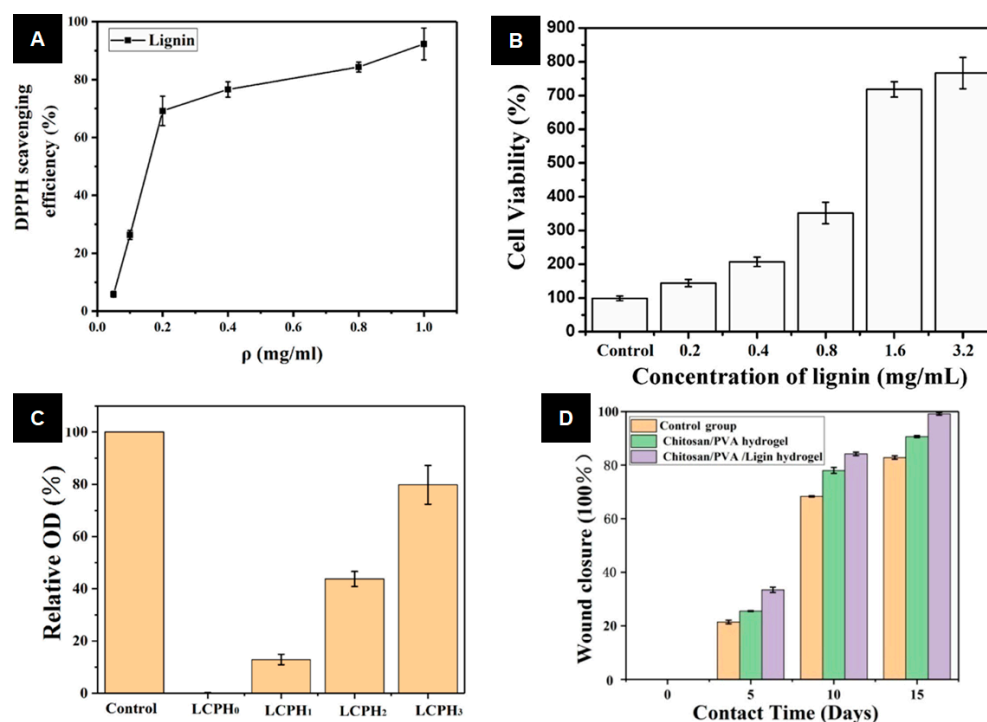 A
Lignin
100
80
60
40
20
0
DPPH scavenging
efficiency (%)
0.0 0.2 0.4 0.6 0.8 1.0
ρ (mg/ml)
B
900
800
700
600
500
400
300
200
100
0
Cell Viability (%)
Control 0.2 0.4 0.8 1.6 3.2
Concentration of lignin (mg/mL)
C
100
80
60
40
20
0
Relative OD (%)
Control LCPH₀ LCPH₁ LCPH₂ LCPH₃
D
Control group
Chitosan/PVA hydrogel
Chitosan/PVA /Ligin hydrogel
100
80
60
40
20
0
Wound closure (100%)
0 5 10 15
Contact Time (Days)